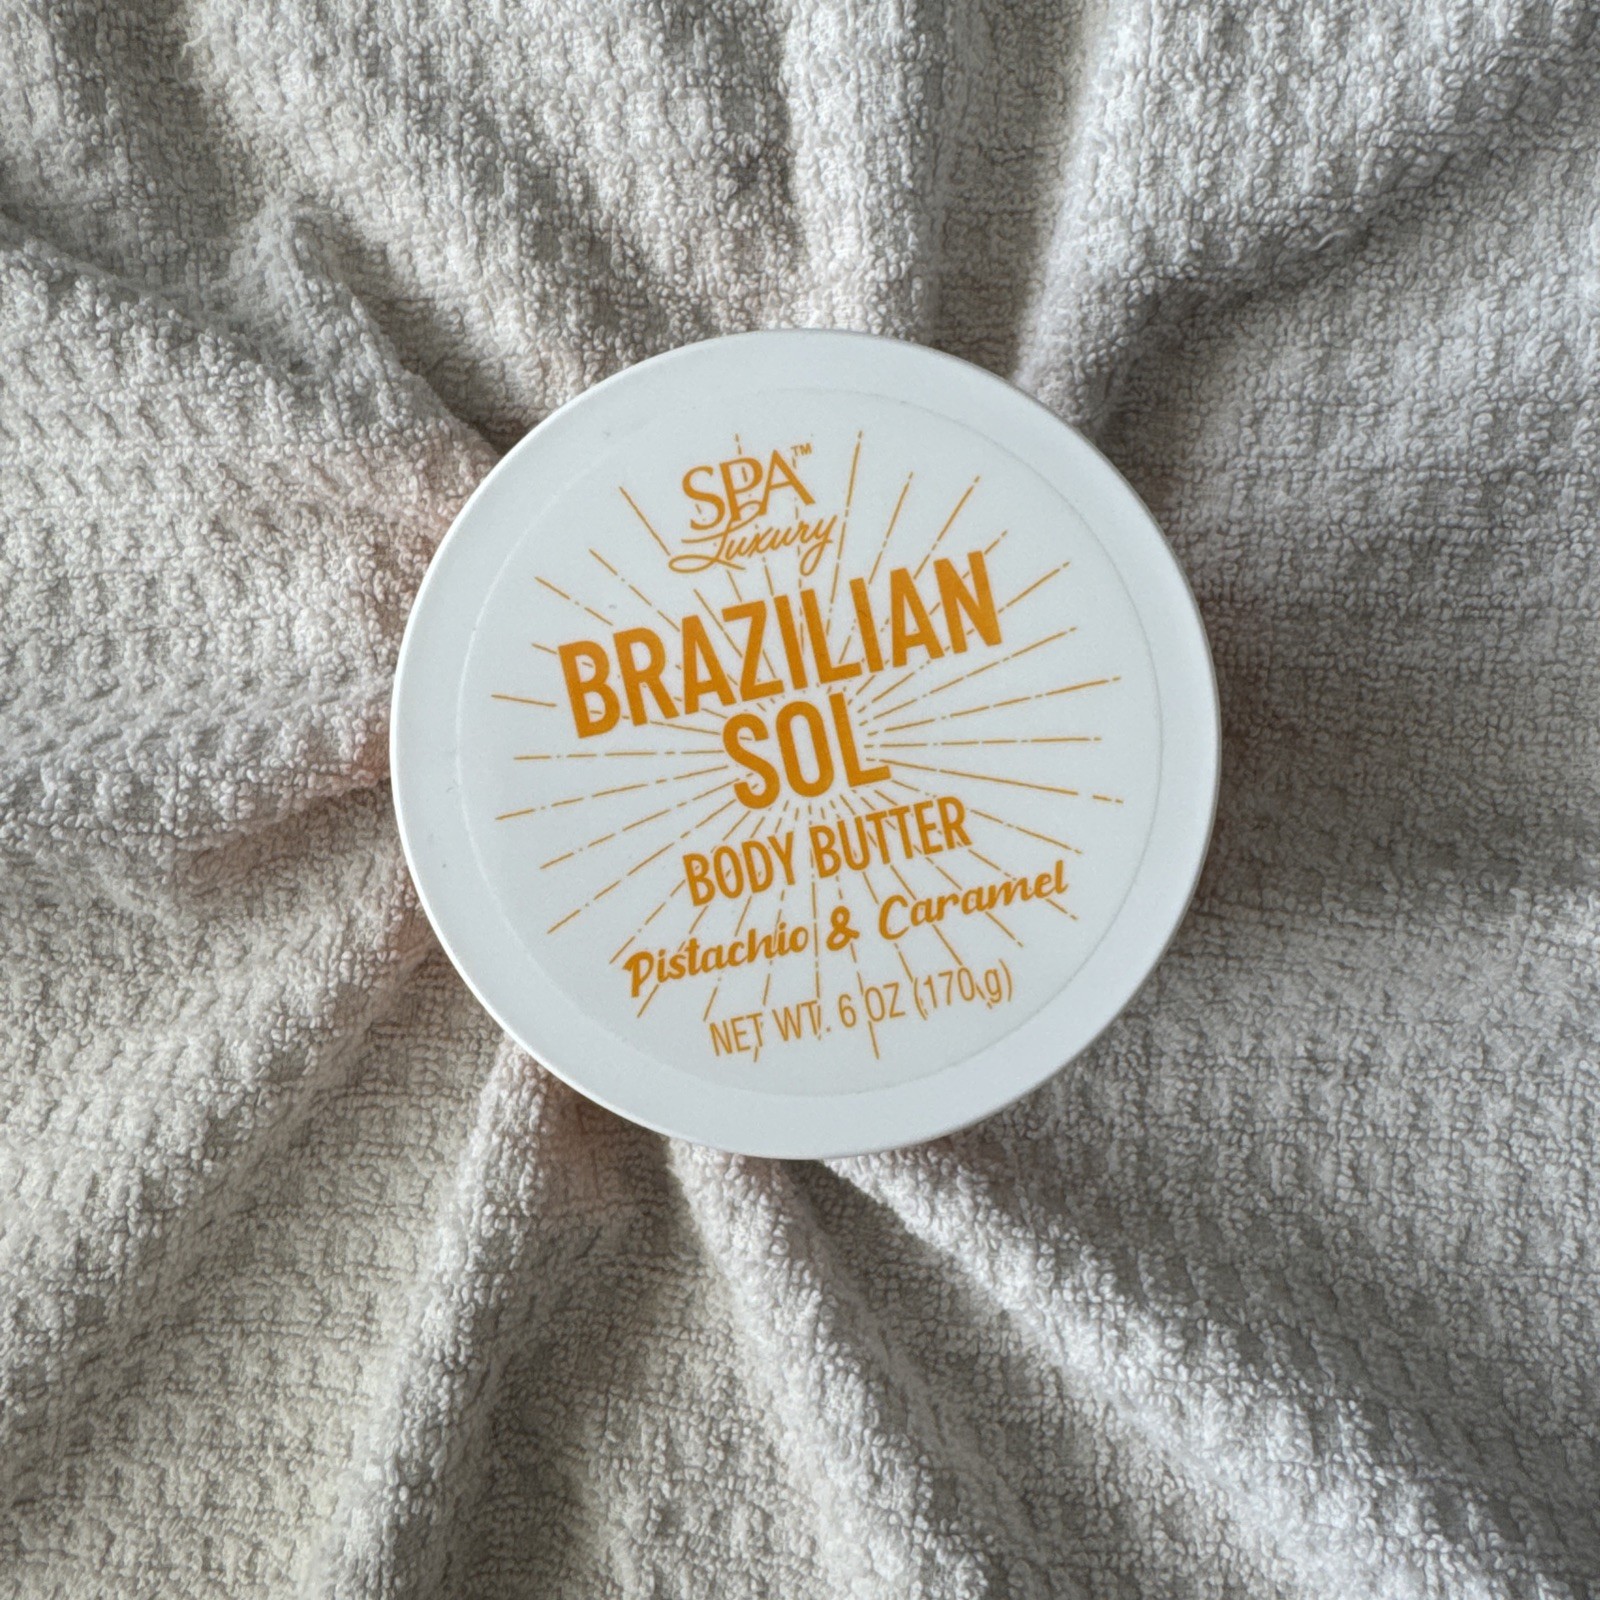 SPA™
Luxury
BRAZILIAN
SOL
BODY BUTTER
Pistachio & Caramel
NET WT. 6 OZ (170 g)